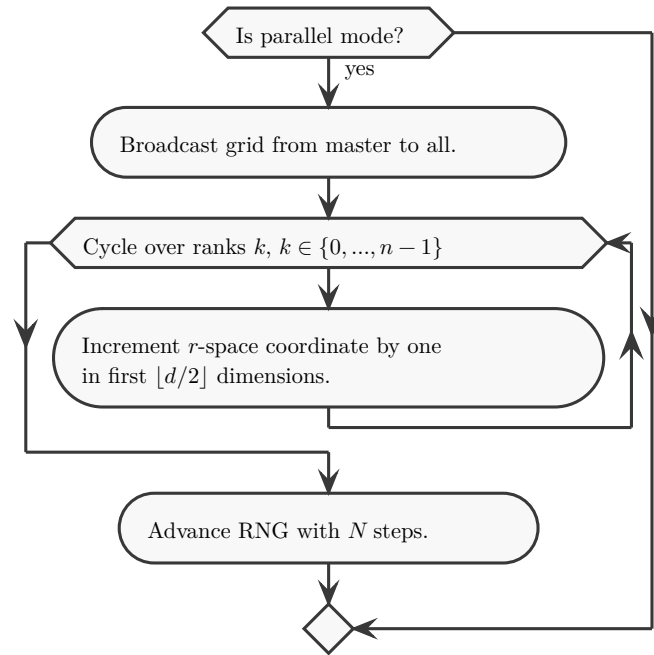 Is parallel mode?
yes
Broadcast grid from master to all.
Cycle over ranks k, k ∈ {0, ..., n − 1}
Increment r-space coordinate by one
in first ⌊d/2⌋ dimensions.
Advance RNG with N steps.